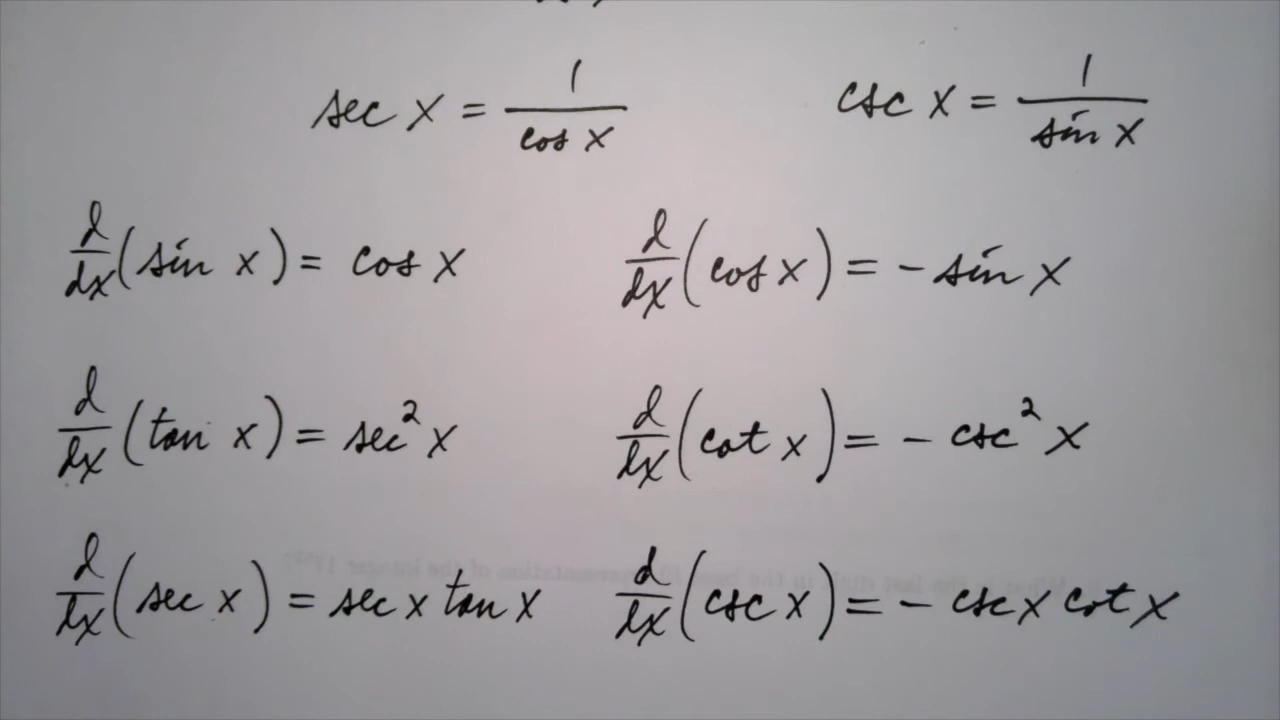 sec x = 1/cos x csc x = 1/sin x
d/dx (sin x) = cos x d/dx (cos x) = - sin x
d/dx (tan x) = sec² x d/dx (cot x) = - csc² x
d/dx (sec x) = sec x tan x d/dx (csc x) = - csc x cot x